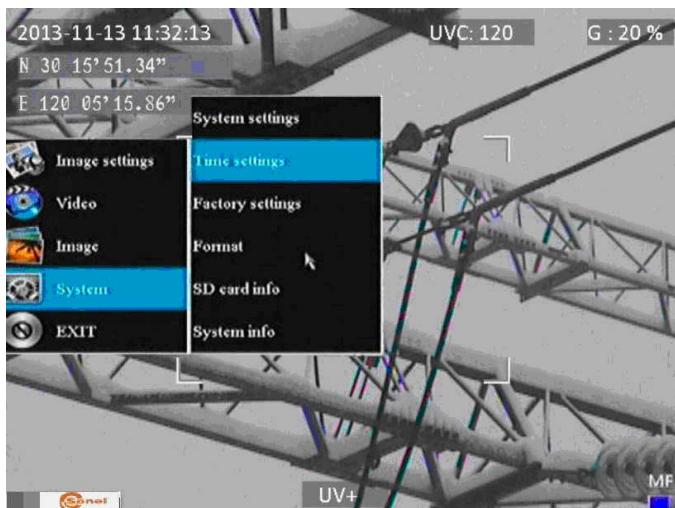 2013-11-13 11:32:13
UVC: 120
G : 20 %
N 30 15'51.34"
E 120 05'15.86"
System settings
Image settings
Time settings
Video
Factory settings
Image
Format
System
SD card info
EXIT
System info
MF
Sonel
UV+